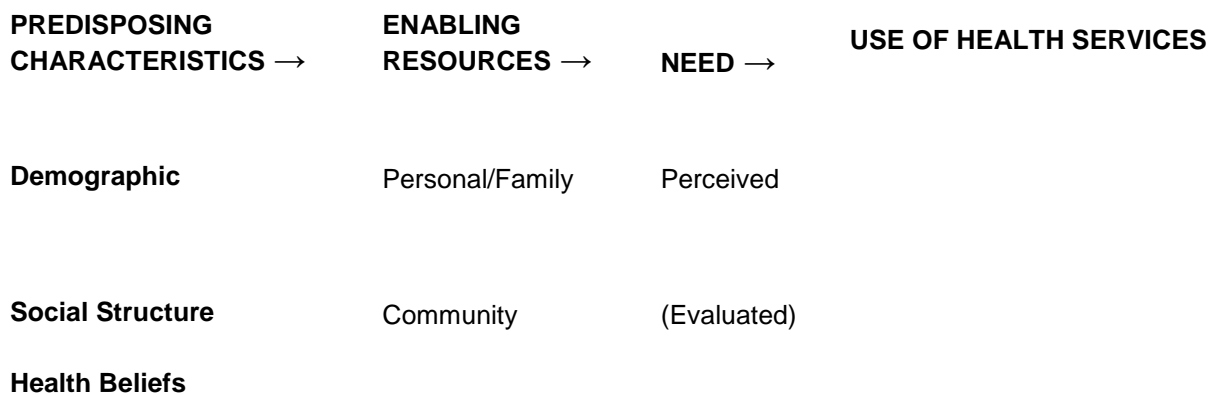 PREDISPOSING
CHARACTERISTICS →
ENABLING
RESOURCES →
NEED →
USE OF HEALTH SERVICES
Demographic
Personal/Family
Perceived
Social Structure
Community
(Evaluated)
Health Beliefs